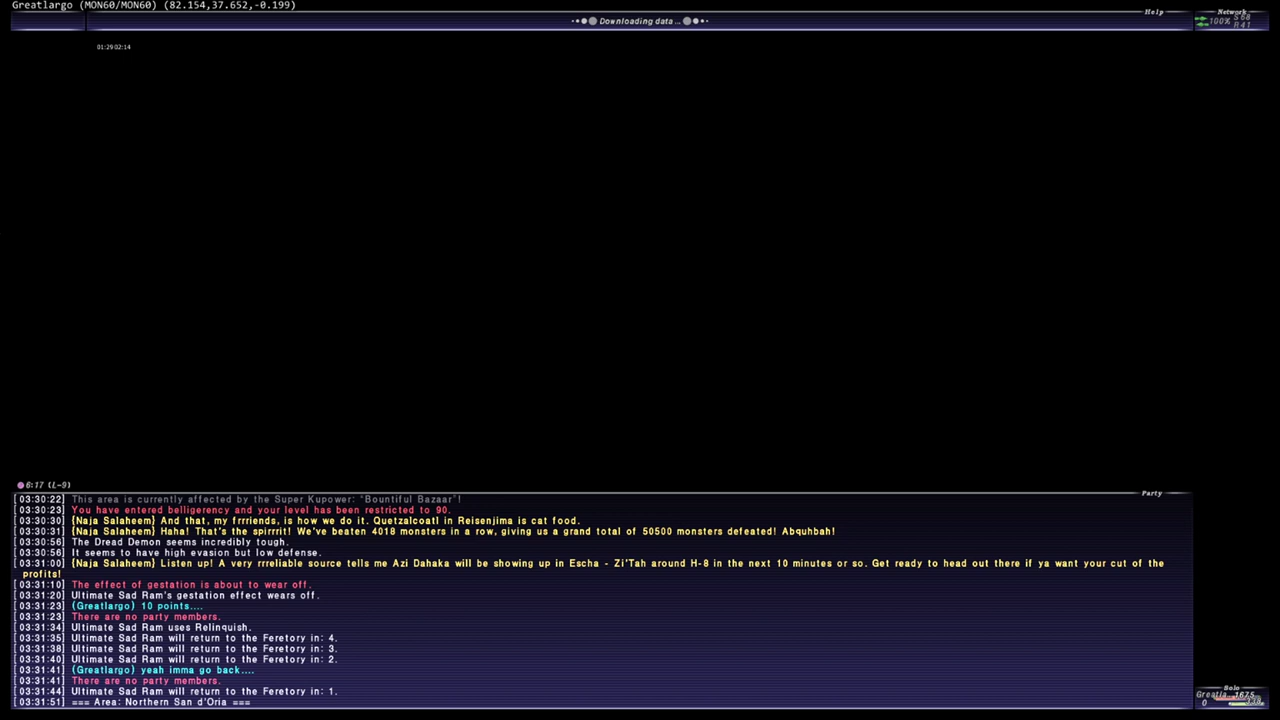 Greatlargo (MON60/MON60) (82.154,37.652,-0.199)
Help
Network
Downloading data ...
100% S 68
R 41
01:29 02:14
6:17 (L-9)
Party
[03:30:22] This area is currently affected by the Super Kupower: "Bountiful Bazaar"!
[03:30:23] You have entered belligerency and your level has been restricted to 90.
[03:30:30] {Naja Salaheem} And that, my frrriends, is how we do it. Quetzalcoatl in Reisenjima is cat food.
[03:30:31] {Naja Salaheem} Haha! That's the spirrrit! We've beaten 4018 monsters in a row, giving us a grand total of 50500 monsters defeated! Abquhbah!
[03:30:56] The Dread Demon seems incredibly tough.
[03:30:56] It seems to have high evasion but low defense.
[03:31:00] {Naja Salaheem} Listen up! A very rrreliable source tells me Azi Dahaka will be showing up in Escha - Zi'Tah around H-8 in the next 10 minutes or so. Get ready to head out there if ya want your cut of the
profits!
[03:31:10] The effect of gestation is about to wear off.
[03:31:20] Ultimate Sad Ram's gestation effect wears off.
[03:31:23] (Greatlargo) 10 points....
[03:31:23] There are no party members.
[03:31:34] Ultimate Sad Ram uses Relinquish.
[03:31:35] Ultimate Sad Ram will return to the Feretory in: 4.
[03:31:38] Ultimate Sad Ram will return to the Feretory in: 3.
[03:31:40] Ultimate Sad Ram will return to the Feretory in: 2.
[03:31:41] (Greatlargo) yeah imma go back....
[03:31:41] There are no party members.
[03:31:44] Ultimate Sad Ram will return to the Feretory in: 1.
[03:31:51] === Area: Northern San d'Oria ===
Solo
Greatla 1675
0